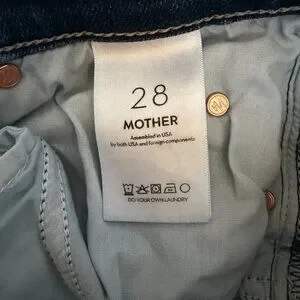 28
MOTHER
Assembled in USA
by both USA and foreign components
DO YOUR OWN LAUNDRY